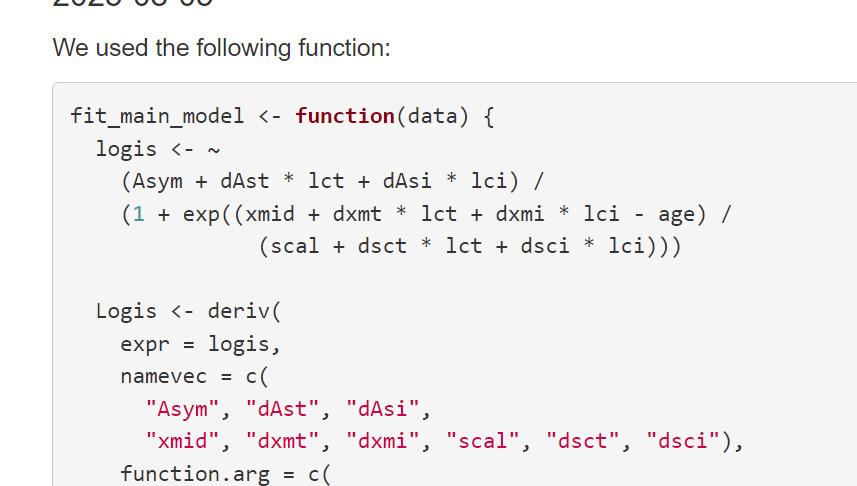 We used the following function:
fit_main_model <- function(data) {
  logis <- ~
    (Asym + dAst * lct + dAsi * lci) /
    (1 + exp((xmid + dxmt * lct + dxmi * lci - age) /
               (scal + dsct * lct + dsci * lci)))
  Logis <- deriv(
    expr = logis,
    namevec = c(
      "Asym", "dAst", "dAsi",
      "xmid", "dxmt", "dxmi", "scal", "dsct", "dsci"),
    function.arg = c(